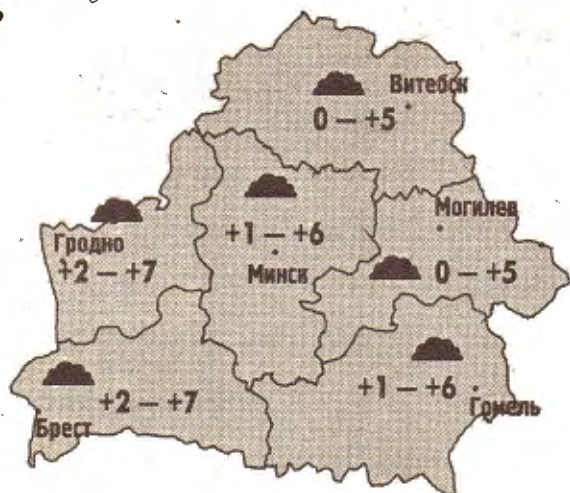 Витебск
0 — +5
Могилев
+1 — +6
Гродно
+2 — +7
Минск
0 — +5
+1 — +6
+2 — +7
Гомель
Брест